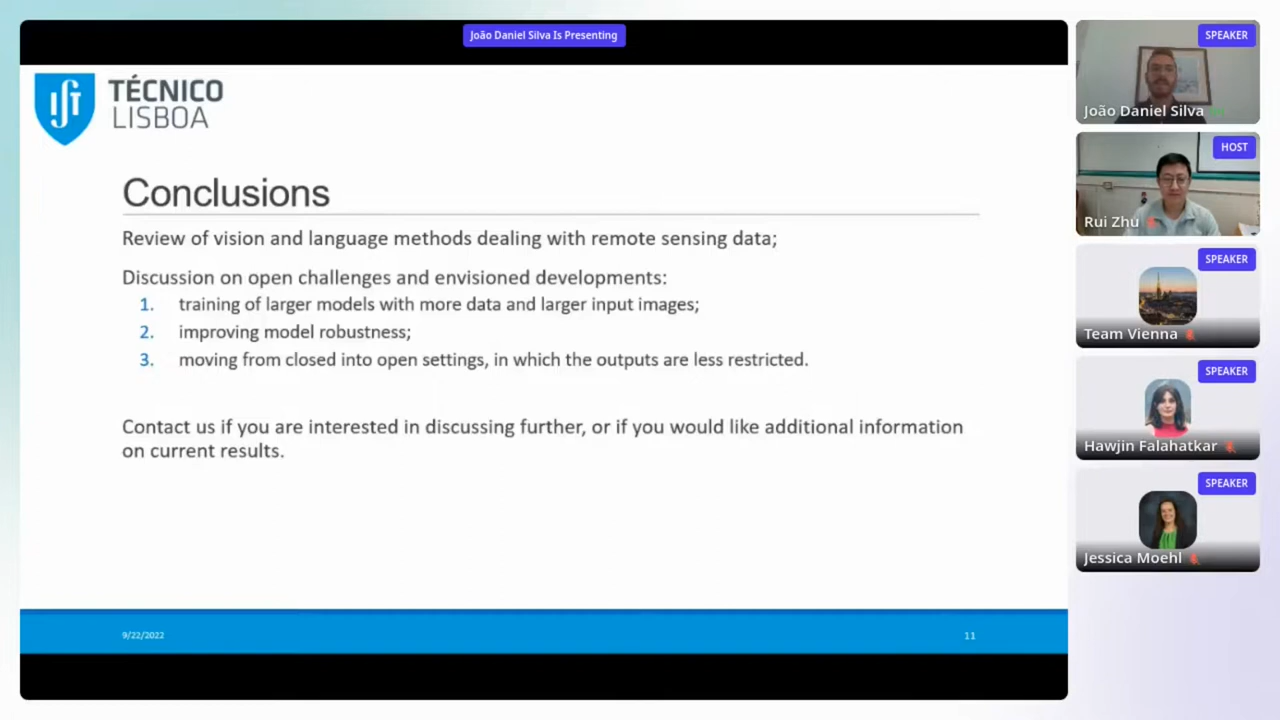 João Daniel Silva Is Presenting
TÉCNICO
LISBOA
Conclusions
Review of vision and language methods dealing with remote sensing data;
Discussion on open challenges and envisioned developments:
1. training of larger models with more data and larger input images;
2. improving model robustness;
3. moving from closed into open settings, in which the outputs are less restricted.
Contact us if you are interested in discussing further, or if you would like additional information
on current results.
9/22/2022
11
SPEAKER
João Daniel Silva
HOST
Rui Zhu
SPEAKER
Team Vienna
SPEAKER
Hawjin Falahatkar
SPEAKER
Jessica Moehl